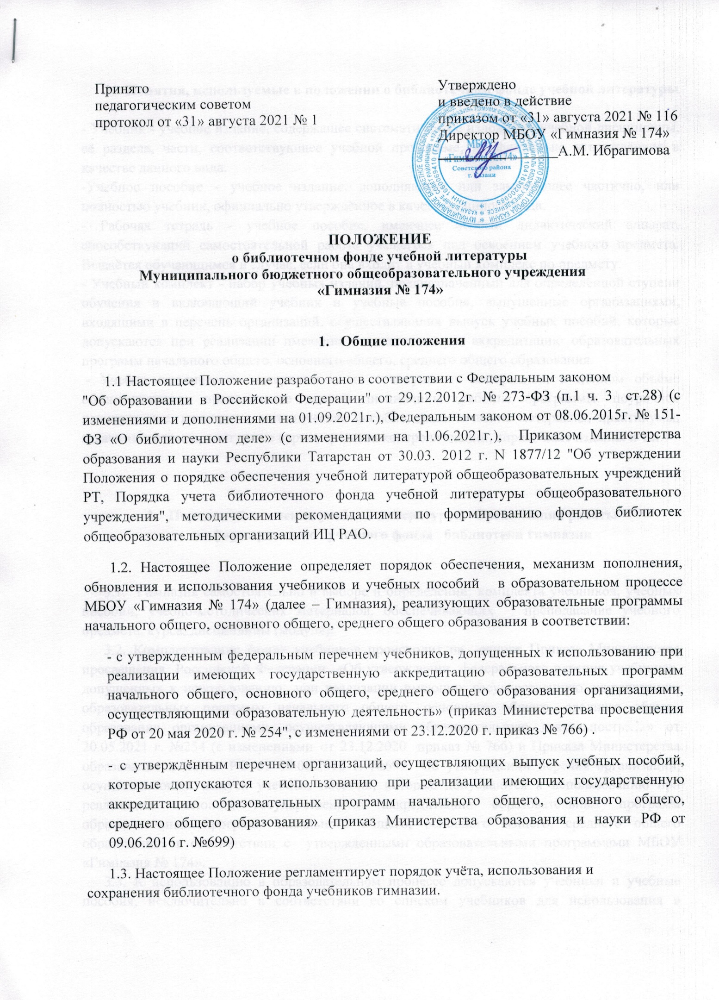 Принято
педагогическим советом
протокол от «31» августа 2021 № 1
Утверждено
и введено в действие
приказом от «31» августа 2021 № 116
Директор МБОУ «Гимназия № 174»
А.М. Ибрагимова
МБОУ
«Гимназия №174»
Советского района
г. Казани
ПОЛОЖЕНИЕ
о библиотечном фонде учебной литературы
Муниципального бюджетного общеобразовательного учреждения
«Гимназия № 174»
1. Общие положения
1.1 Настоящее Положение разработано в соответствии с Федеральным законом
"Об образовании в Российской Федерации" от 29.12.2012г. № 273-ФЗ (п.1 ч. 3 ст.28) (с
изменениями и дополнениями на 01.09.2021г.), Федеральным законом от 08.06.2015г. № 151-
ФЗ «О библиотечном деле» (с изменениями на 11.06.2021г.), Приказом Министерства
образования и науки Республики Татарстан от 30.03. 2012 г. N 1877/12 "Об утверждении
Положения о порядке обеспечения учебной литературой общеобразовательных учреждений
РТ, Порядка учета библиотечного фонда учебной литературы общеобразовательного
учреждения", методическими рекомендациями по формированию фондов библиотек
общеобразовательных организаций ИЦ РАО.
1.2. Настоящее Положение определяет порядок обеспечения, механизм пополнения,
обновления и использования учебников и учебных пособий в образовательном процессе
МБОУ «Гимназия № 174» (далее – Гимназия), реализующих образовательные программы
начального общего, основного общего, среднего общего образования в соответствии:
- с утвержденным федеральным перечнем учебников, допущенных к использованию при
реализации имеющих государственную аккредитацию образовательных программ
начального общего, основного общего, среднего общего образования организациями,
осуществляющими образовательную деятельность» (приказ Министерства просвещения
РФ от 20 мая 2020 г. № 254", с изменениями от 23.12.2020 г. приказ № 766) .
- с утверждённым перечнем организаций, осуществляющих выпуск учебных пособий,
которые допускаются к использованию при реализации имеющих государственную
аккредитацию образовательных программ начального общего, основного общего,
среднего общего образования» (приказ Министерства образования и науки РФ от
09.06.2016 г. №699)
1.3. Настоящее Положение регламентирует порядок учёта, использования и
сохранения библиотечного фонда учебников гимназии.